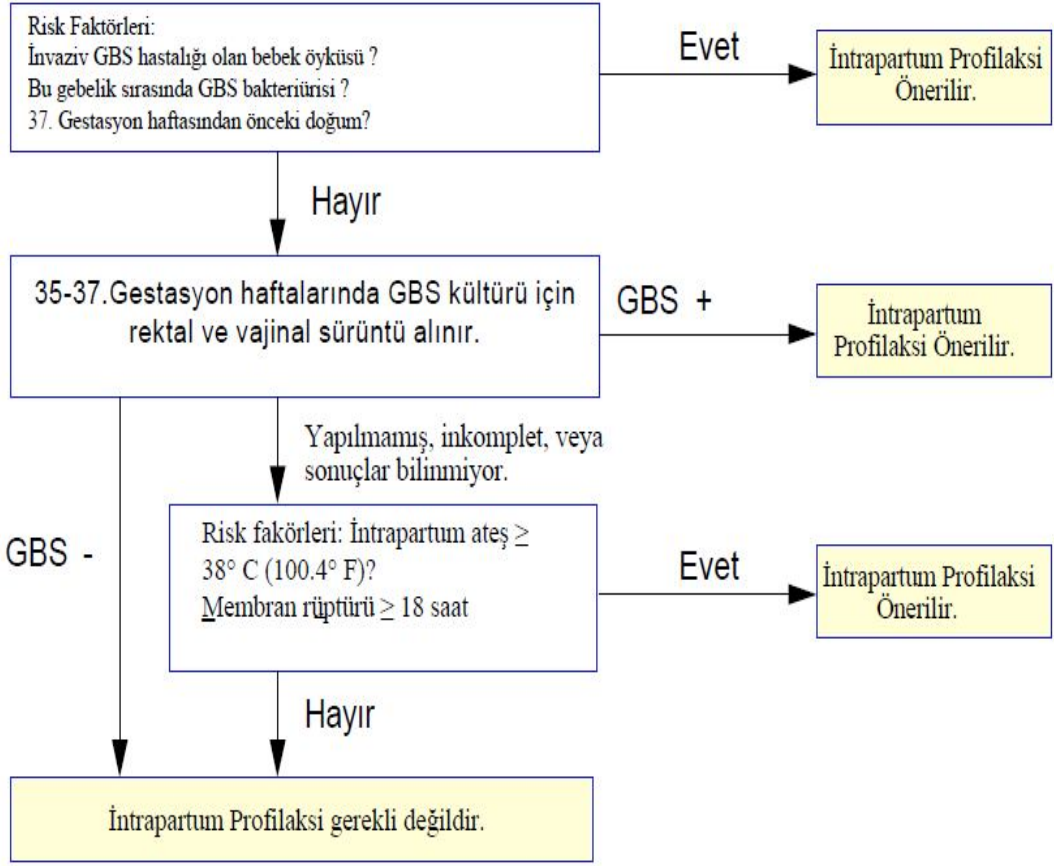 Risk Faktörleri:
İnvaziv GBS hastalığı olan bebek öyküsü ?
Bu gebelik sırasında GBS bakteriürisi ?
37. Gestasyon haftasından önceki doğum?
Evet
İntrapartum Profilaksi
Önerilir.
Hayır
35-37.Gestasyon haftalarında GBS kültürü için
rektal ve vajinal sürüntü alınır.
GBS +
İntrapartum
Profilaksi Önerilir.
Yapılmamış, inkomplet, veya
sonuçlar bilinmiyor.
GBS -
Risk fakörleri: İntrapartum ateş ≥
38° C (100.4° F)?
Membran rüptürü ≥ 18 saat
Evet
İntrapartum Profilaksi
Önerilir.
Hayır
İntrapartum Profilaksi gerekli değildir.